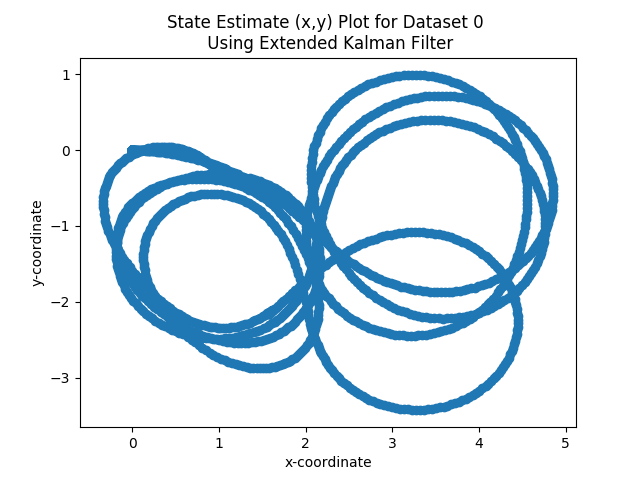 State Estimate (x,y) Plot for Dataset 0
Using Extended Kalman Filter
1
0
−1
−2
−3
y-coordinate
0 1 2 3 4 5
x-coordinate